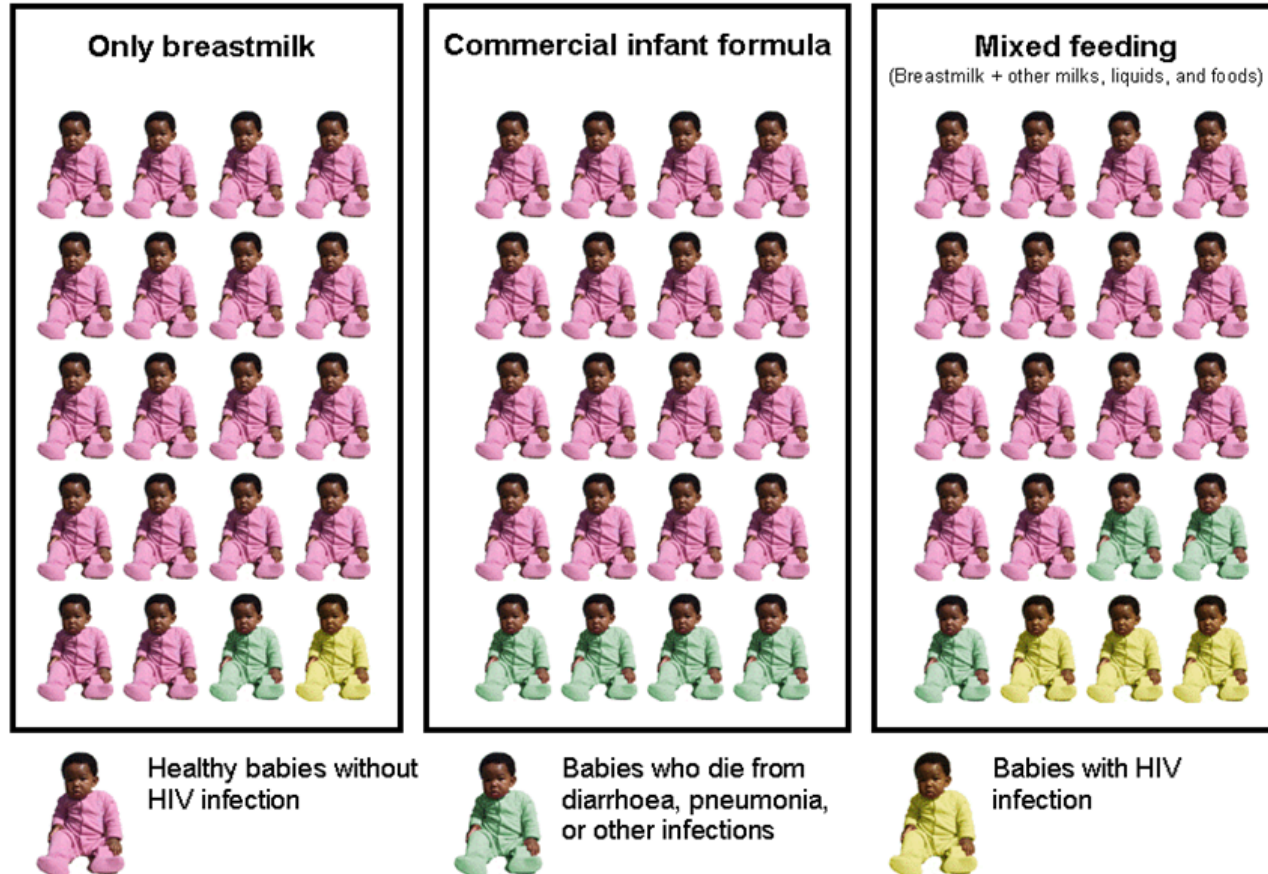 Only breastmilk
Commercial infant formula
Mixed feeding
(Breastmilk + other milks, liquids, and foods)
Healthy babies without
HIV infection
Babies who die from
diarrhoea, pneumonia,
or other infections
Babies with HIV
infection